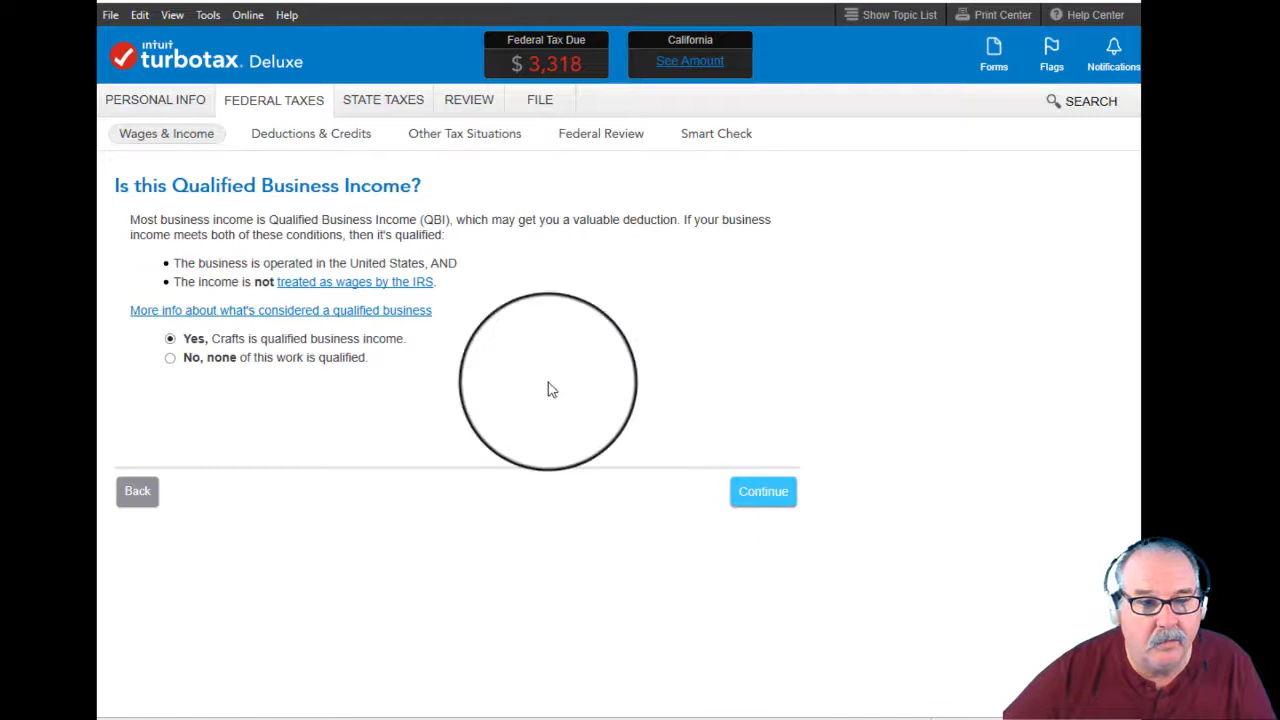 File Edit View Tools Online Help
Show Topic List Print Center Help Center
intuit
turbotax. Deluxe
Federal Tax Due
$ 3,318
California
See Amount
Forms Flags Notifications
PERSONAL INFO FEDERAL TAXES STATE TAXES REVIEW FILE SEARCH
Wages & Income Deductions & Credits Other Tax Situations Federal Review Smart Check
Is this Qualified Business Income?
Most business income is Qualified Business Income (QBI), which may get you a valuable deduction. If your business
income meets both of these conditions, then it's qualified:
• The business is operated in the United States, AND
• The income is not treated as wages by the IRS.
More info about what's considered a qualified business
Yes, Crafts is qualified business income.
No, none of this work is qualified.
Back Continue